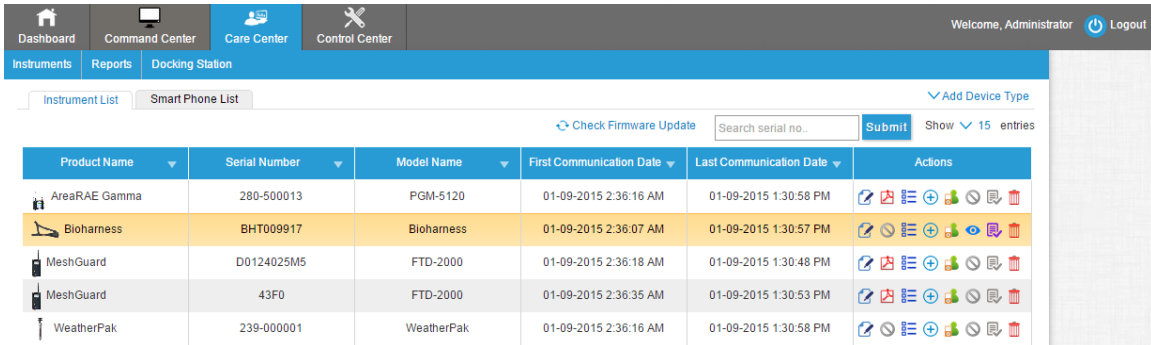 Dashboard Command Center Care Center Control Center Welcome, Administrator Logout
Instruments Reports Docking Station
Instrument List Smart Phone List Add Device Type
Check Firmware Update Search serial no.. Submit Show 15 entries
Product Name Serial Number Model Name First Communication Date Last Communication Date Actions
AreaRAE Gamma 280-500013 PGM-5120 01-09-2015 2:36:16 AM 01-09-2015 1:30:58 PM
Bioharness BHT009917 Bioharness 01-09-2015 2:36:07 AM 01-09-2015 1:30:57 PM
MeshGuard D0124025M5 FTD-2000 01-09-2015 2:36:18 AM 01-09-2015 1:30:48 PM
MeshGuard 43F0 FTD-2000 01-09-2015 2:36:35 AM 01-09-2015 1:30:53 PM
WeatherPak 239-000001 WeatherPak 01-09-2015 2:36:16 AM 01-09-2015 1:30:58 PM